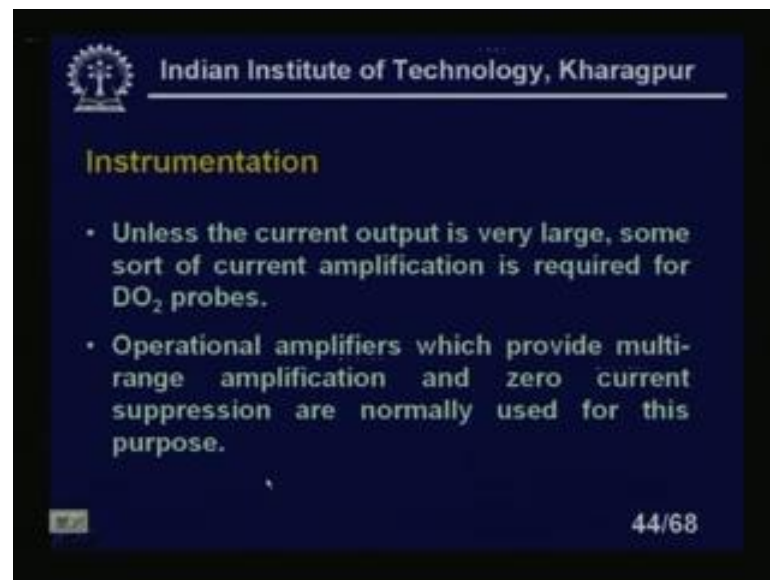 Indian Institute of Technology, Kharagpur
Instrumentation
• Unless the current output is very large, some
sort of current amplification is required for
DO₂ probes.
• Operational amplifiers which provide multi-
range amplification and zero current
suppression are normally used for this
purpose.
44/68